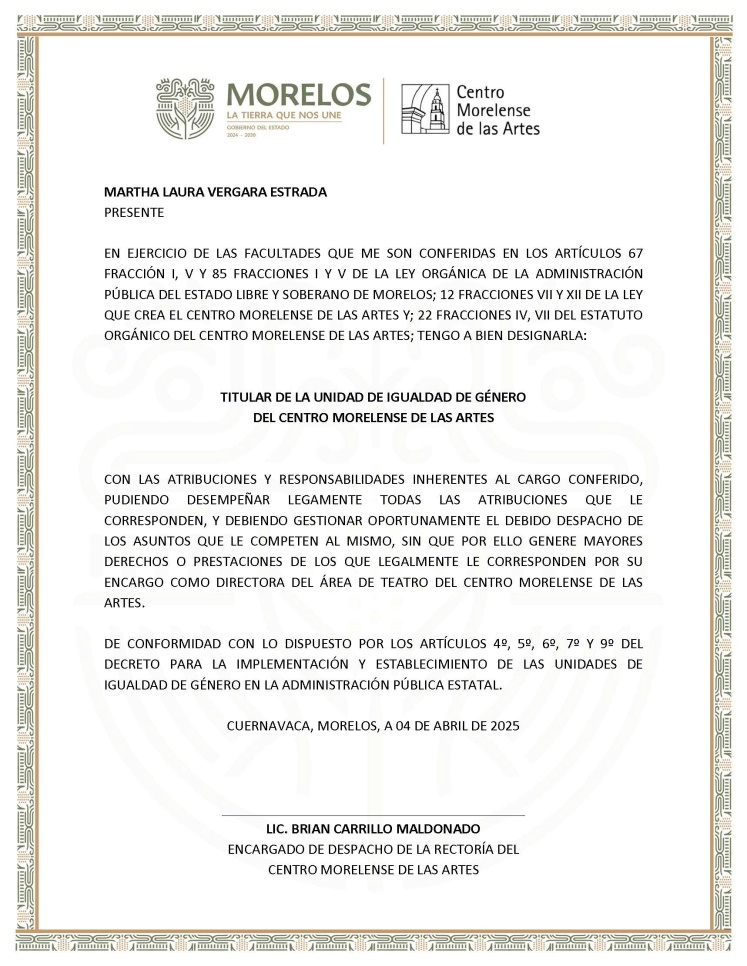 MORELOS
LA TIERRA QUE NOS UNE
GOBIERNO DEL ESTADO
2024 - 2030
Centro
Morelense
de las Artes
MARTHA LAURA VERGARA ESTRADA
PRESENTE
EN EJERCICIO DE LAS FACULTADES QUE ME SON CONFERIDAS EN LOS ARTÍCULOS 67
FRACCIÓN I, V Y 85 FRACCIONES I Y V DE LA LEY ORGÁNICA DE LA ADMINISTRACIÓN
PÚBLICA DEL ESTADO LIBRE Y SOBERANO DE MORELOS; 12 FRACCIONES VII Y XII DE LA LEY
QUE CREA EL CENTRO MORELENSE DE LAS ARTES Y; 22 FRACCIONES IV, VII DEL ESTATUTO
ORGÁNICO DEL CENTRO MORELENSE DE LAS ARTES; TENGO A BIEN DESIGNARLA:
TITULAR DE LA UNIDAD DE IGUALDAD DE GÉNERO
DEL CENTRO MORELENSE DE LAS ARTES
CON LAS ATRIBUCIONES Y RESPONSABILIDADES INHERENTES AL CARGO CONFERIDO,
PUDIENDO DESEMPEÑAR LEGAMENTE TODAS LAS ATRIBUCIONES QUE LE
CORRESPONDEN, Y DEBIENDO GESTIONAR OPORTUNAMENTE EL DEBIDO DESPACHO DE
LOS ASUNTOS QUE LE COMPETEN AL MISMO, SIN QUE POR ELLO GENERE MAYORES
DERECHOS O PRESTACIONES DE LOS QUE LEGALMENTE LE CORRESPONDEN POR SU
ENCARGO COMO DIRECTORA DEL ÁREA DE TEATRO DEL CENTRO MORELENSE DE LAS
ARTES.
DE CONFORMIDAD CON LO DISPUESTO POR LOS ARTÍCULOS 4º, 5º, 6º, 7º Y 9º DEL
DECRETO PARA LA IMPLEMENTACIÓN Y ESTABLECIMIENTO DE LAS UNIDADES DE
IGUALDAD DE GÉNERO EN LA ADMINISTRACIÓN PÚBLICA ESTATAL.
CUERNAVACA, MORELOS, A 04 DE ABRIL DE 2025
LIC. BRIAN CARRILLO MALDONADO
ENCARGADO DE DESPACHO DE LA RECTORÍA DEL
CENTRO MORELENSE DE LAS ARTES